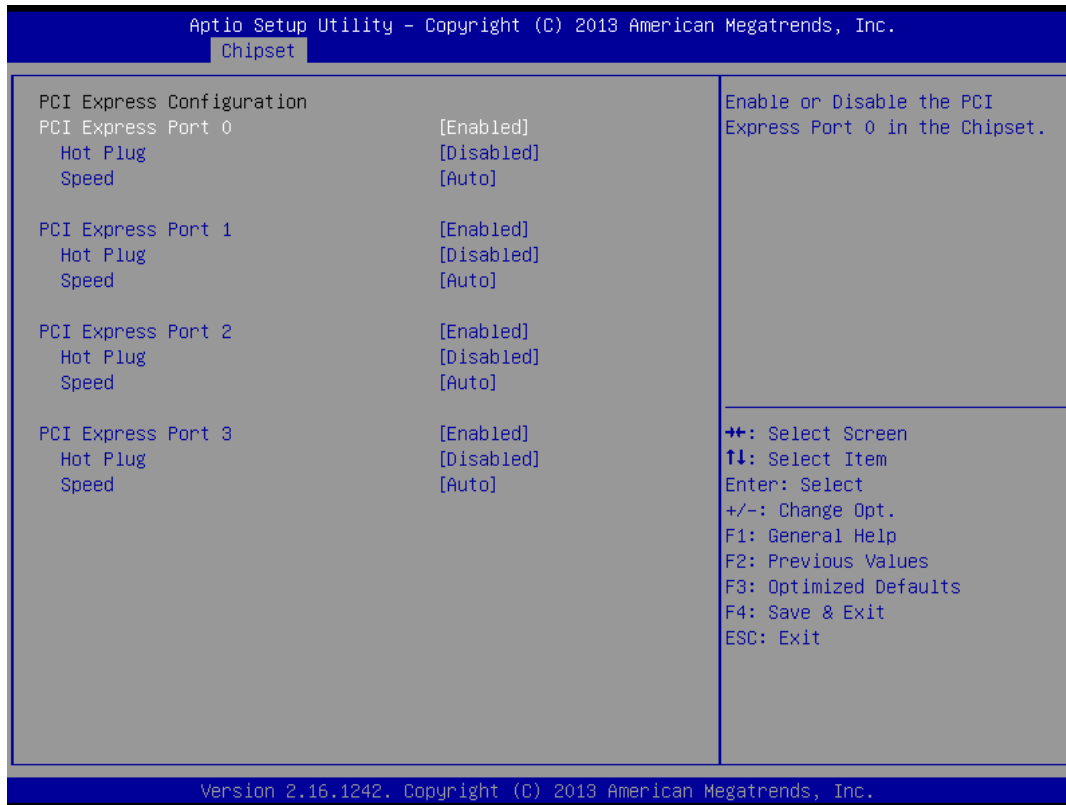 Aptio Setup Utility – Copyright (C) 2013 American Megatrends, Inc.
Chipset
PCI Express Configuration
PCI Express Port 0 [Enabled]
Hot Plug [Disabled]
Speed [Auto]
PCI Express Port 1 [Enabled]
Hot Plug [Disabled]
Speed [Auto]
PCI Express Port 2 [Enabled]
Hot Plug [Disabled]
Speed [Auto]
PCI Express Port 3 [Enabled]
Hot Plug [Disabled]
Speed [Auto]
Enable or Disable the PCI
Express Port 0 in the Chipset.
→←: Select Screen
↑↓: Select Item
Enter: Select
+/-: Change Opt.
F1: General Help
F2: Previous Values
F3: Optimized Defaults
F4: Save & Exit
ESC: Exit
Version 2.16.1242. Copyright (C) 2013 American Megatrends, Inc.